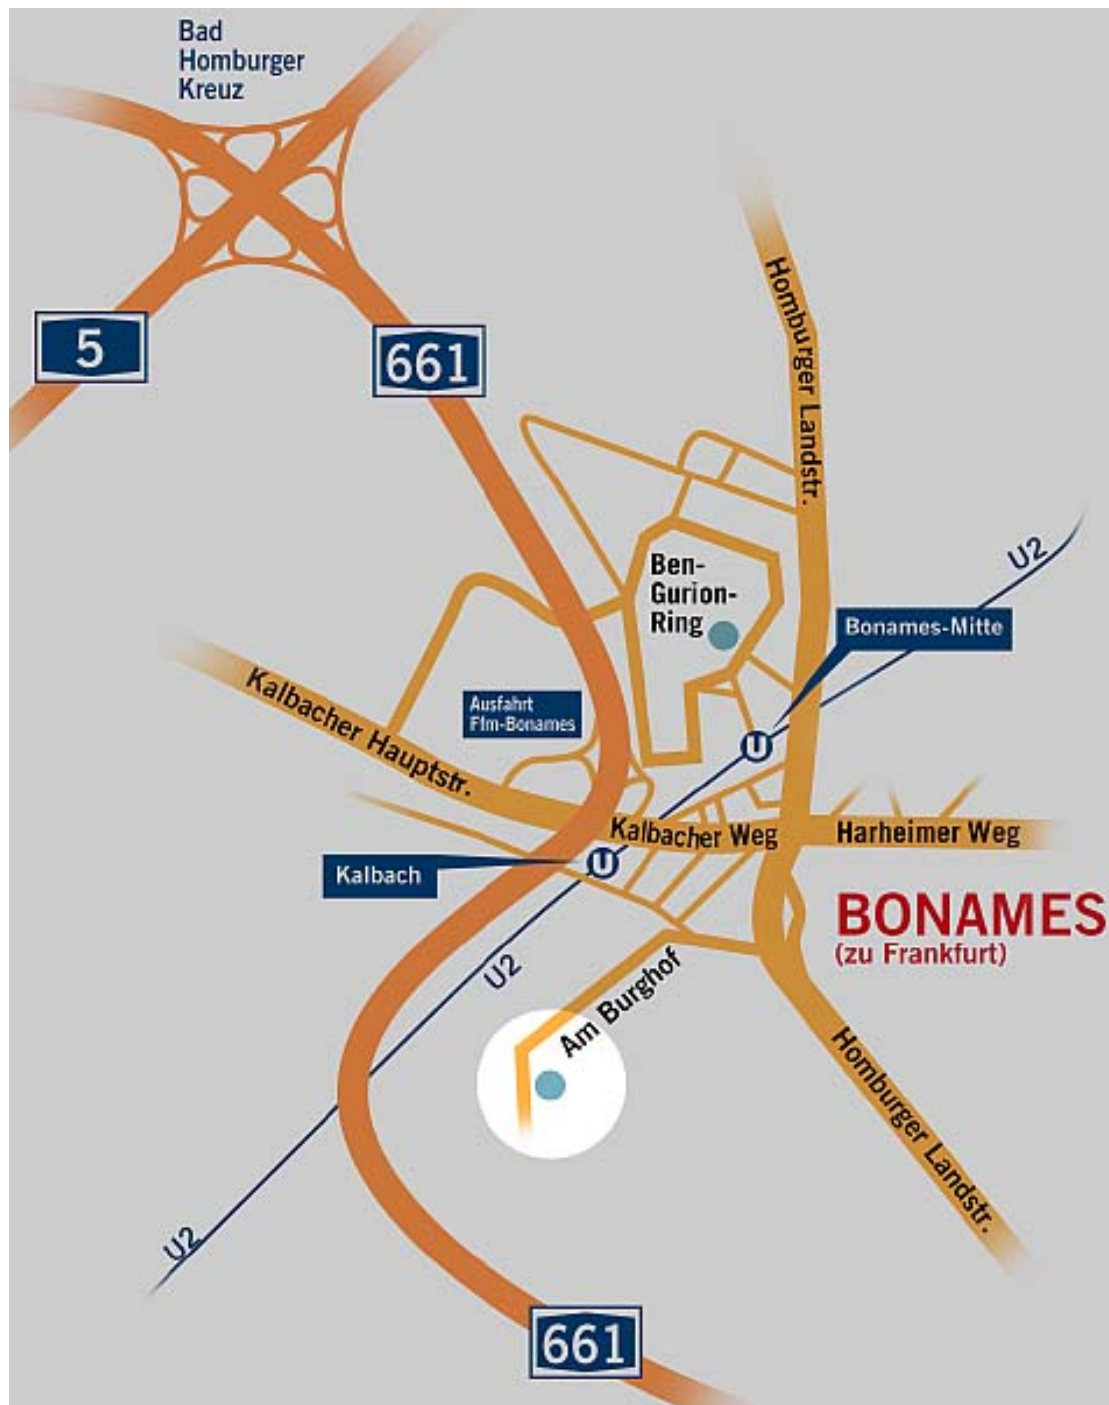 Bad
Homburger
Kreuz
5
661
Homburger Landstr.
U2
Ben-
Gurion-
Ring
Bonames-Mitte
Kalbacher Hauptstr.
Ausfahrt
Ffm-Bonames
U
Kalbacher Weg
Harheimer Weg
Kalbach
U
BONAMES
(zu Frankfurt)
U2
Am Burghof
Homburger Landstr.
U2
661